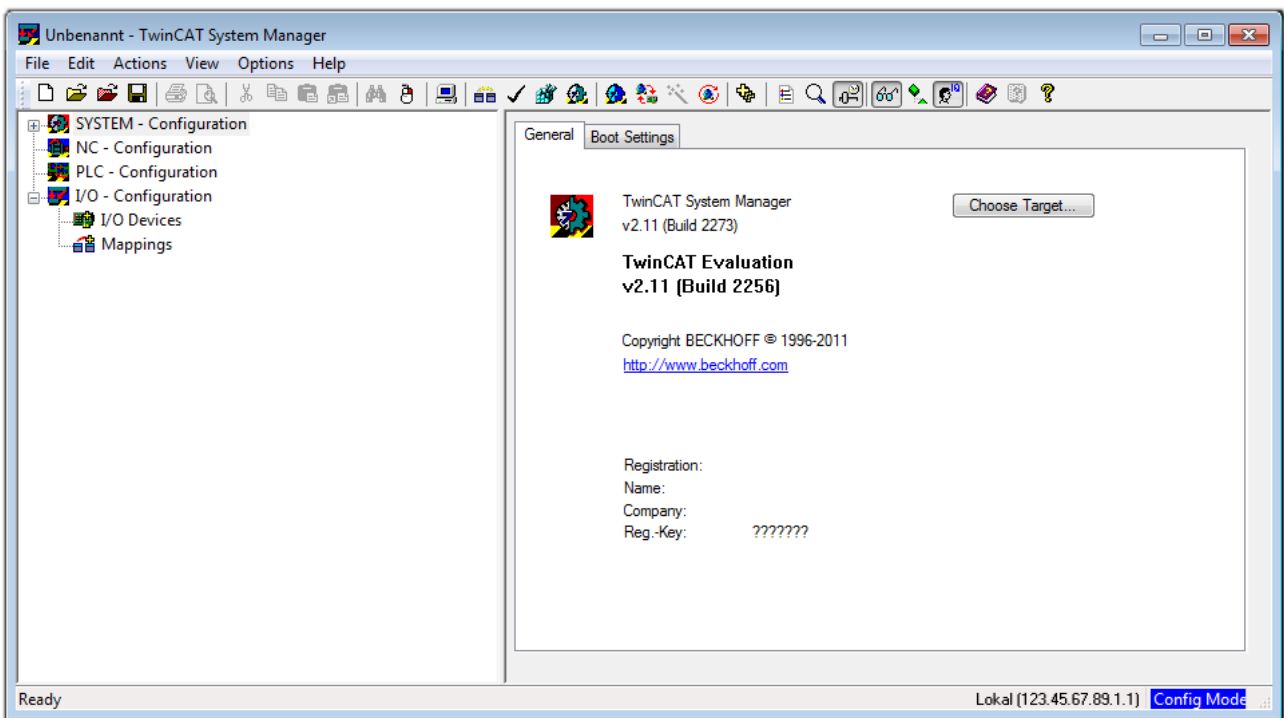 Unbenannt - TwinCAT System Manager
File Edit Actions View Options Help
SYSTEM - Configuration
NC - Configuration
PLC - Configuration
I/O - Configuration
I/O Devices
Mappings
General Boot Settings
TwinCAT System Manager
v2.11 (Build 2273)
Choose Target...
TwinCAT Evaluation
v2.11 (Build 2256)
Copyright BECKHOFF © 1996-2011
http://www.beckhoff.com
Registration:
Name:
Company:
Reg.-Key: ???????
Ready Lokal (123.45.67.89.1.1) Config Mode